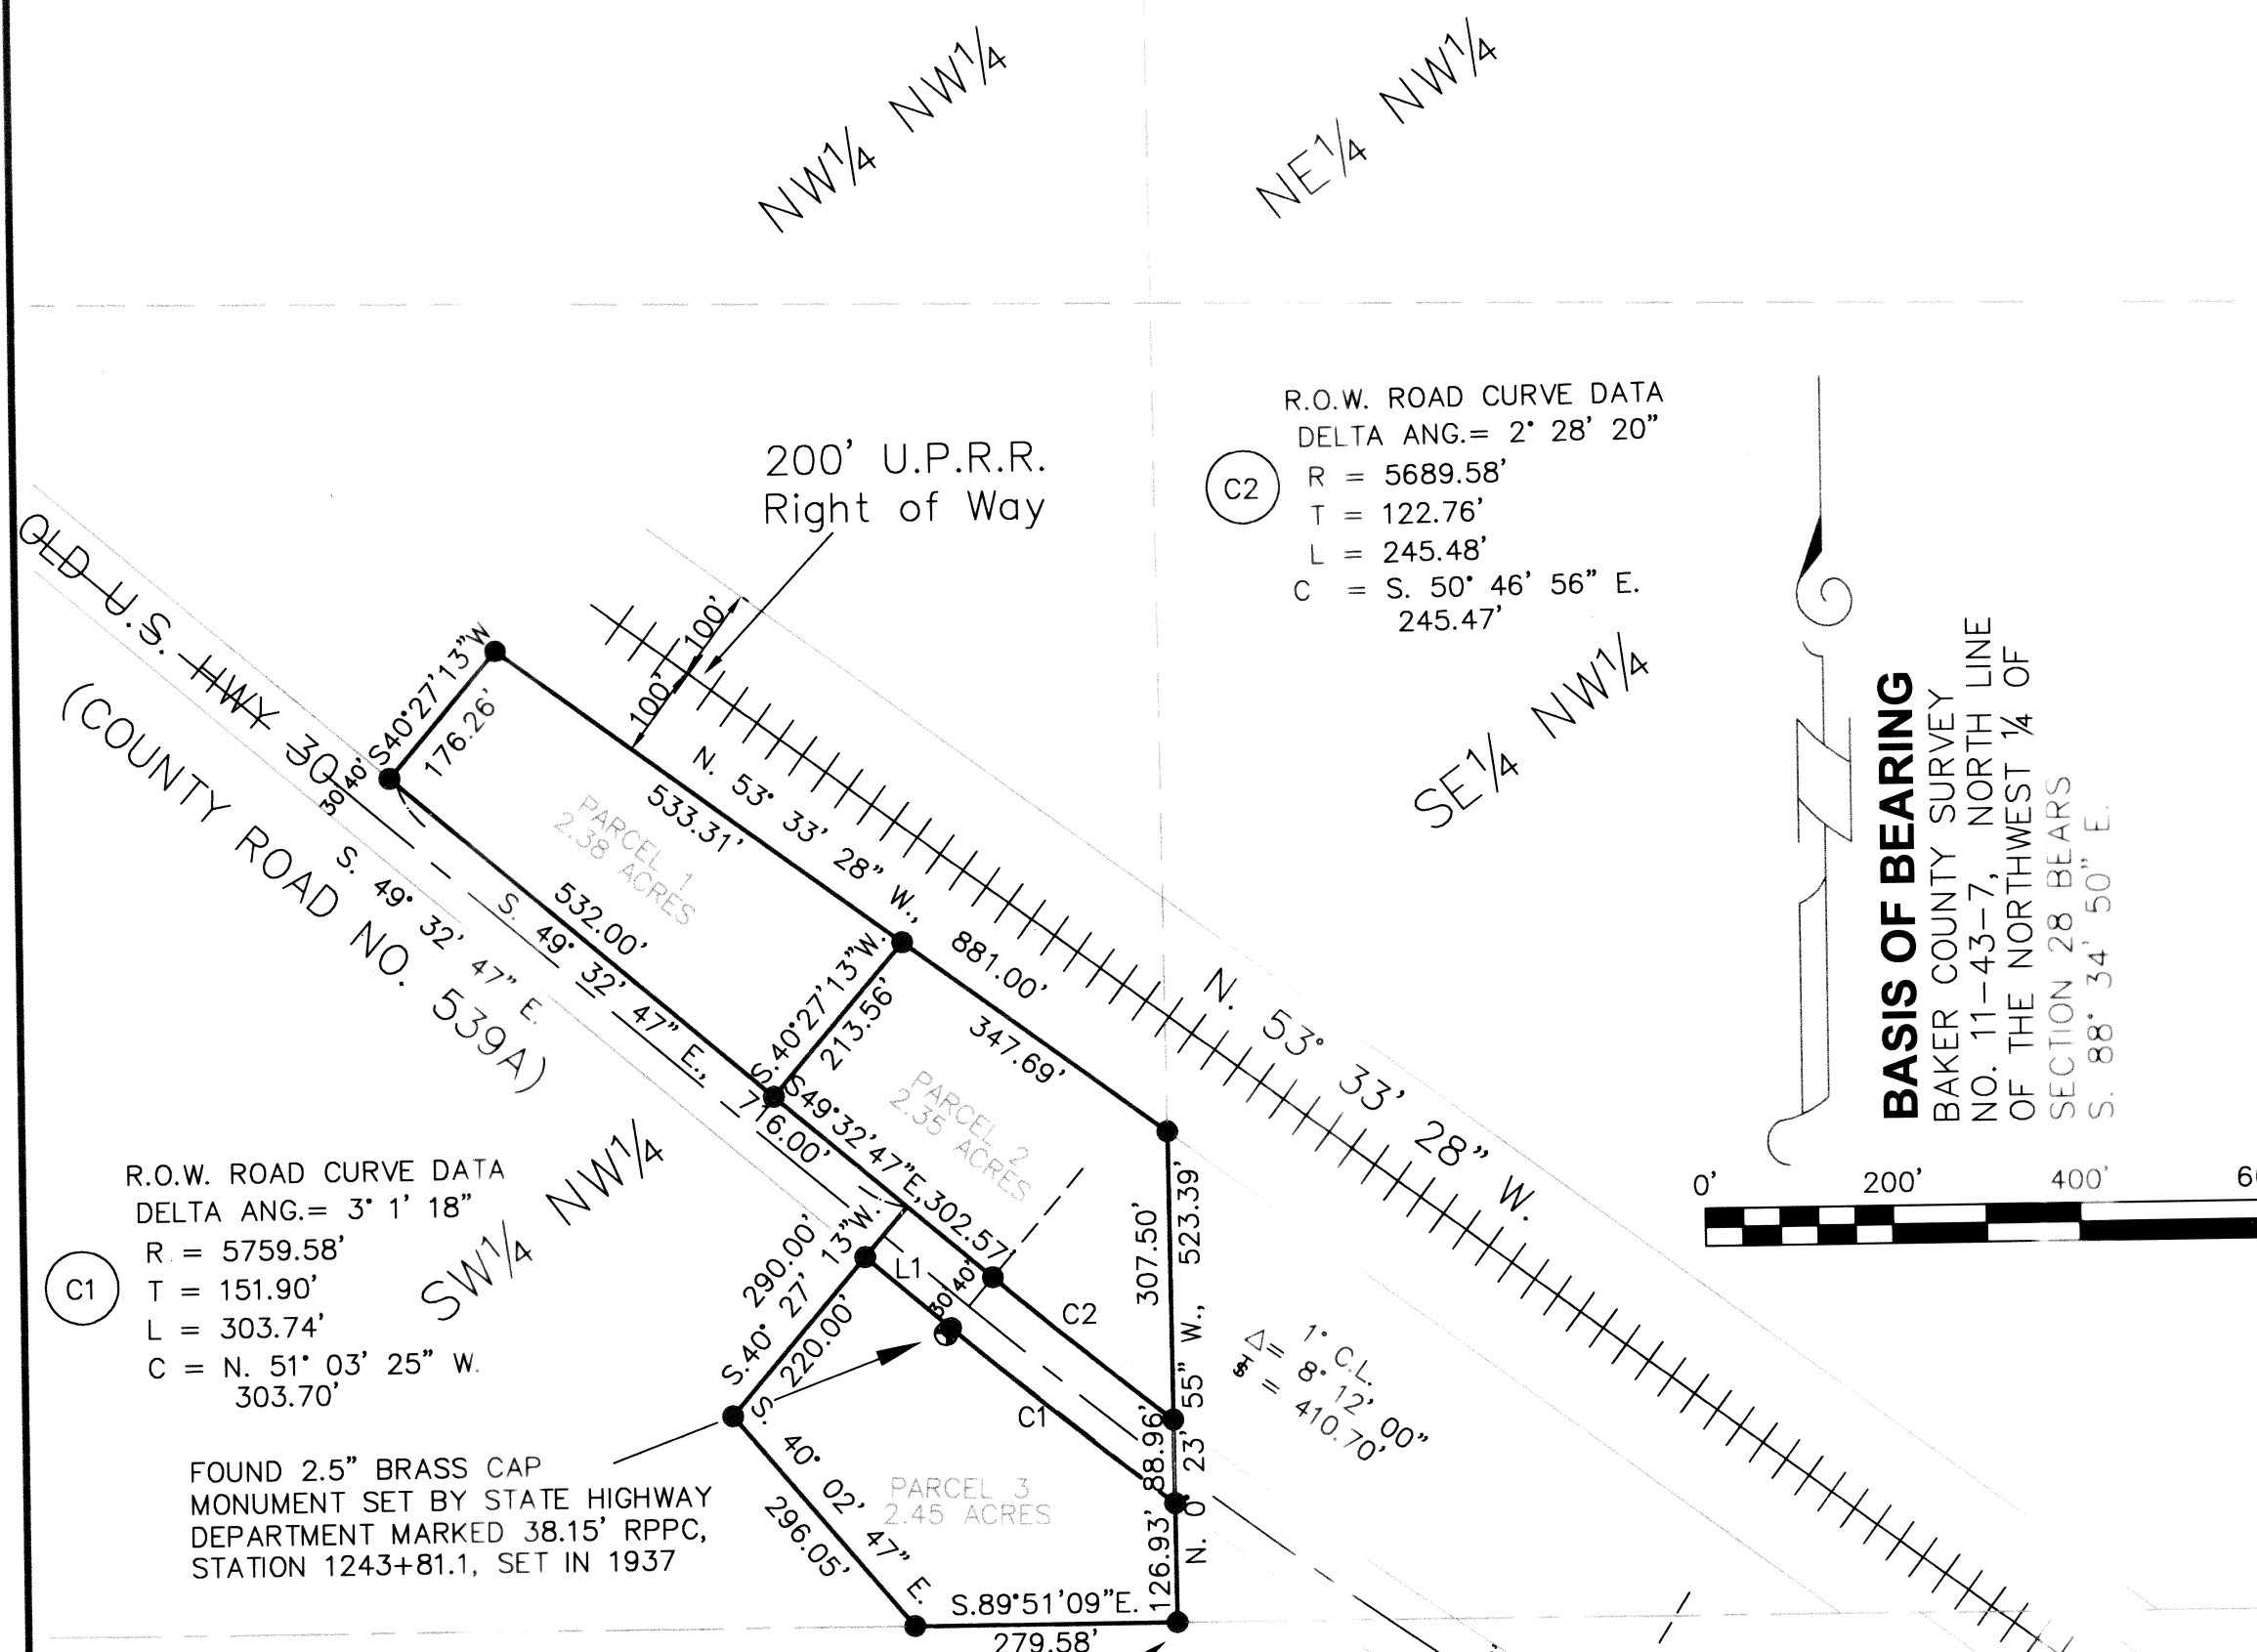 NW¼ NW¼
NE¼ NW¼
R.O.W. ROAD CURVE DATA
DELTA ANG.= 2° 28' 20"
C2
R = 5689.58'
T = 122.76'
L = 245.48'
C = S. 50° 46' 56" E.
245.47'
200' U.P.R.R.
Right of Way
100'
100'
OLD U.S. HWY 30
(COUNTY ROAD NO. 539A)
S40°27'13"W
176.26'
30'
40'
S. 49° 32' 47" E.
PARCEL 1
2.38 ACRES
N. 53° 33' 28" W., 881.00'
533.31'
532.00'
S. 49° 32' 47" E., 716.00'
S.40°27'13"W.
213.56'
347.69'
N. 53° 33' 28" W.
SE¼ NW¼
BASIS OF BEARING
BAKER COUNTY SURVEY
NO. 11-43-7, NORTH LINE
OF THE NORTHWEST ¼ OF
SECTION 28 BEARS
S. 88° 34' 50" E.
N
0' 200' 400'
PARCEL 2
2.35 ACRES
S49°32'47"E,302.57'
307.50'
N. 0° 23' 55" W., 523.39'
88.96'
126.93'
SW¼ NW¼
R.O.W. ROAD CURVE DATA
DELTA ANG.= 3° 1' 18"
C1
R = 5759.58'
T = 151.90'
L = 303.74'
C = N. 51° 03' 25" W.
303.70'
290.00'
S.40° 27' 13"W.
220.00'
L1
30'
40'
C2
C1
1° C.L.
Δ= 8° 12' 00"
= 410.70'
FOUND 2.5" BRASS CAP
MONUMENT SET BY STATE HIGHWAY
DEPARTMENT MARKED 38.15' RPPC,
STATION 1243+81.1, SET IN 1937
S. 40° 02' 47" E.
296.05'
PARCEL 3
2.45 ACRES
S.89°51'09"E.
279.58'